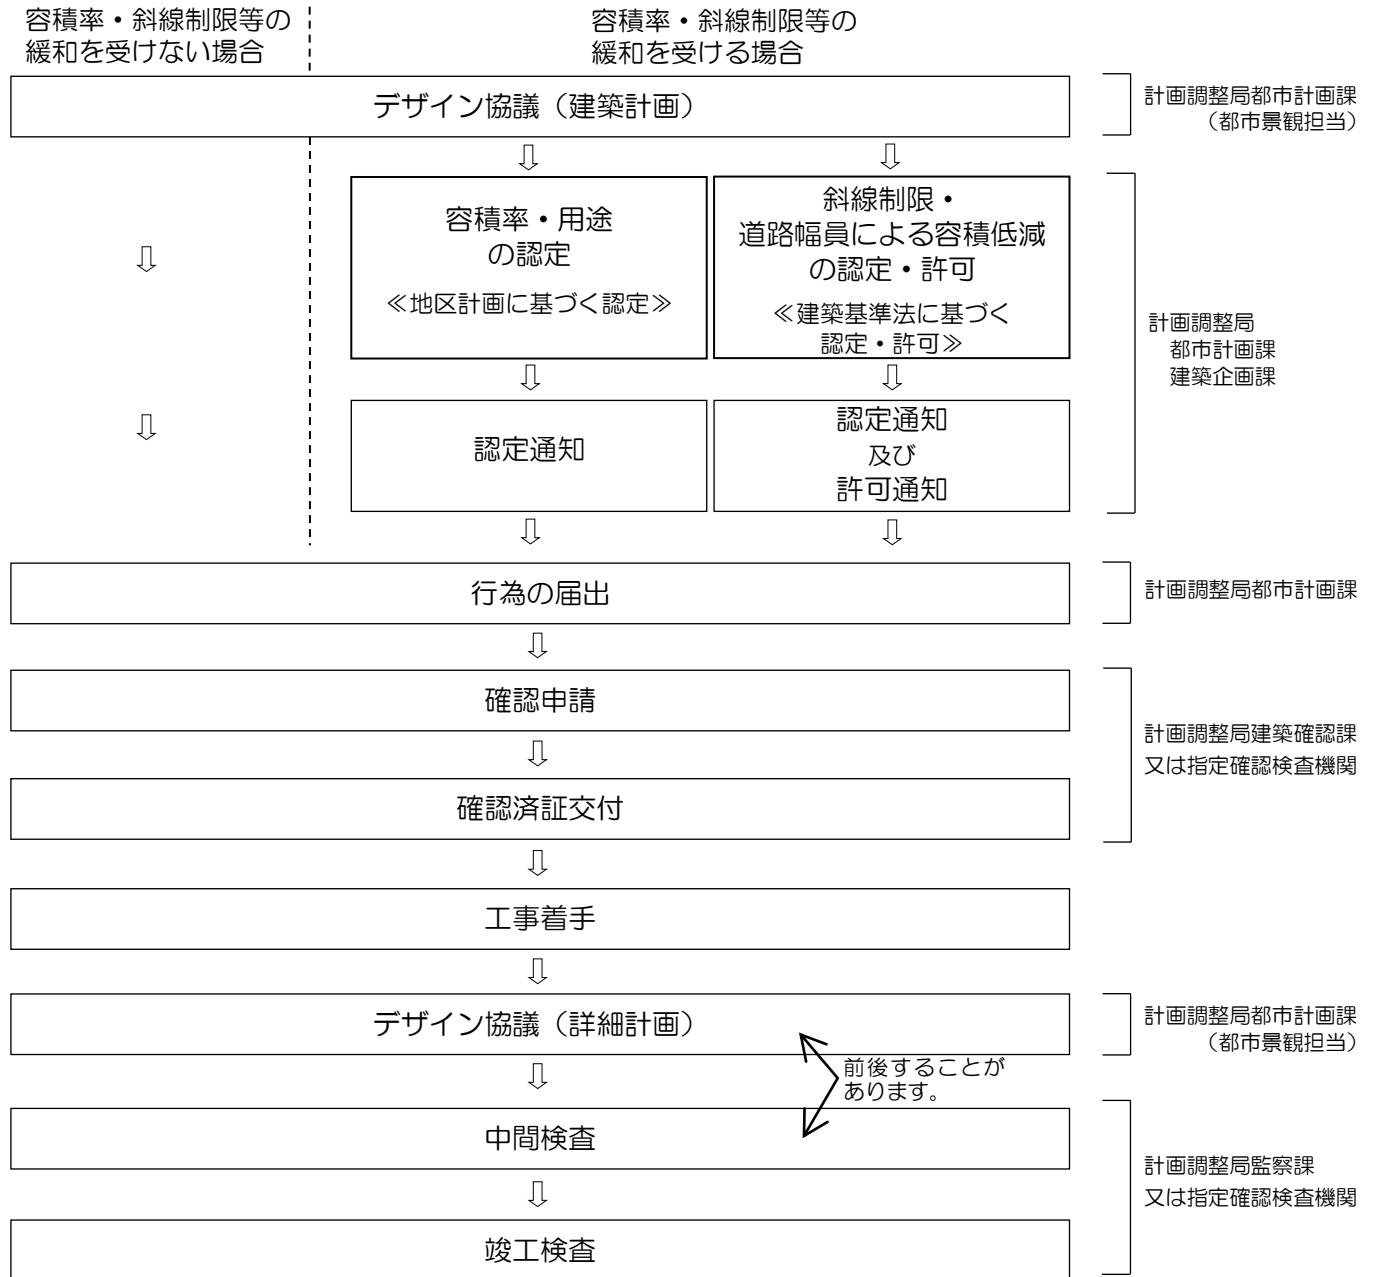 容積率・斜線制限等の
緩和を受けない場合
容積率・斜線制限等の
緩和を受ける場合
デザイン協議（建築計画）
計画調整局都市計画課
（都市景観担当）
容積率・用途
の認定
≪地区計画に基づく認定≫
斜線制限・
道路幅員による容積低減
の認定・許可
≪建築基準法に基づく
認定・許可≫
計画調整局
都市計画課
建築企画課
認定通知
認定通知
及び
許可通知
行為の届出
計画調整局都市計画課
確認申請
計画調整局建築確認課
又は指定確認検査機関
確認済証交付
工事着手
デザイン協議（詳細計画）
計画調整局都市計画課
（都市景観担当）
前後することが
あります。
中間検査
計画調整局監察課
又は指定確認検査機関
竣工検査